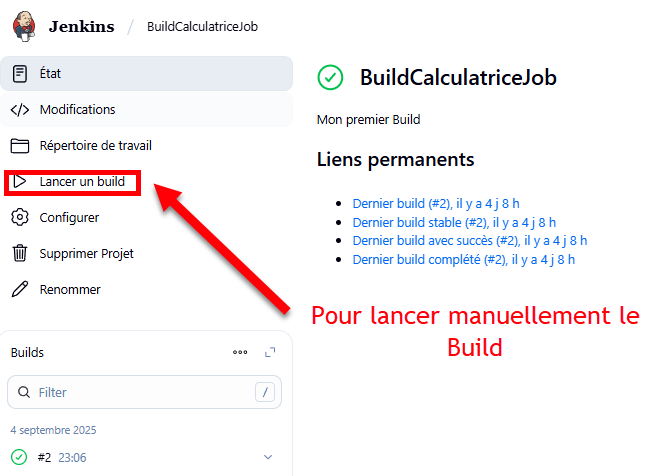 Jenkins / BuildCalculatriceJob
État
Modifications
Répertoire de travail
Lancer un build
Configurer
Supprimer Projet
Renommer
Builds
Filter /
4 septembre 2025
#2 23:06
BuildCalculatriceJob
Mon premier Build
Liens permanents
Dernier build (#2), il y a 4 j 8 h
Dernier build stable (#2), il y a 4 j 8 h
Dernier build avec succès (#2), il y a 4 j 8 h
Dernier build complété (#2), il y a 4 j 8 h
Pour lancer manuellement le
Build